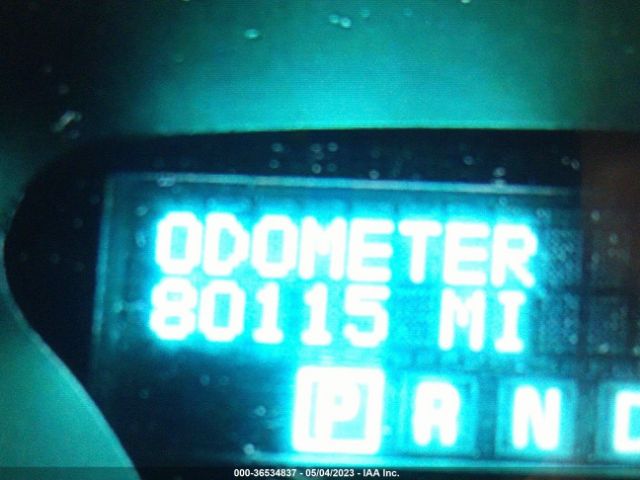 ODOMETER
80115 MI
P R N D
000-36534837 - 05/04/2023 - IAA Inc.